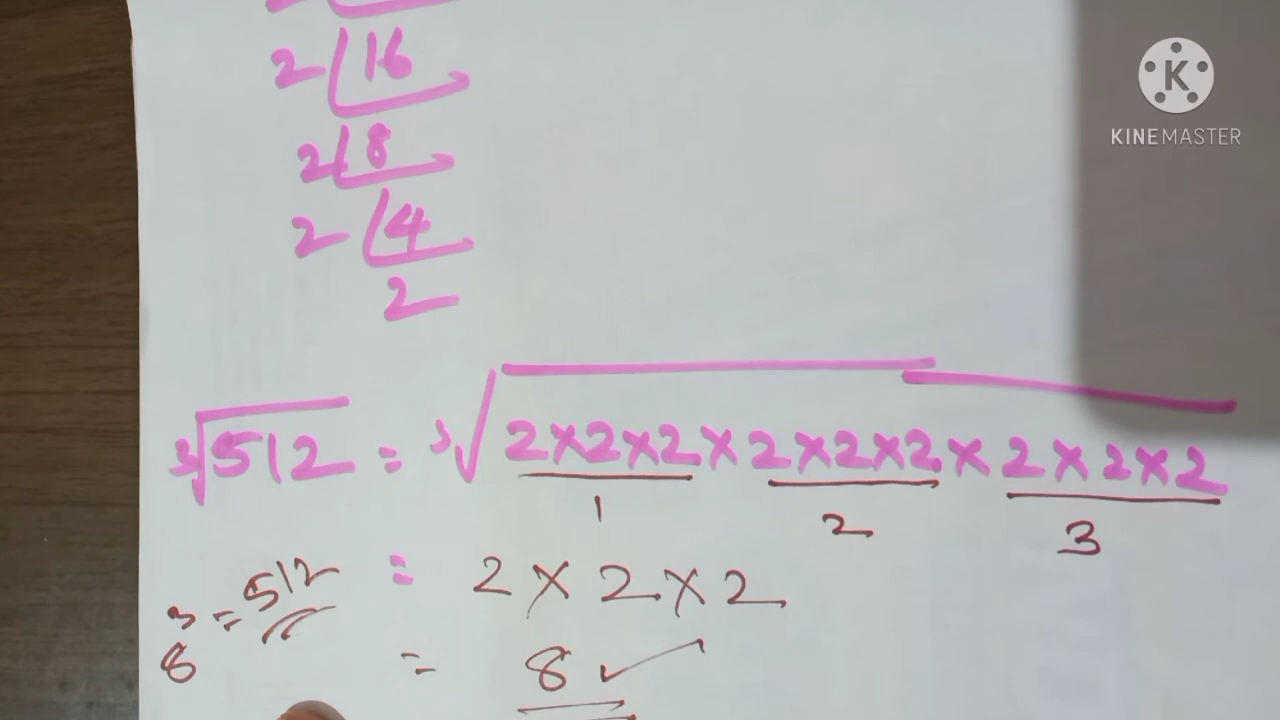 2 16
2 8
2 4
2
∛512 = ∛2×2×2×2×2×2×2×2×2
1 2 3
= 2×2×2
8³ = 512
= 8 ✓
KINEMASTER